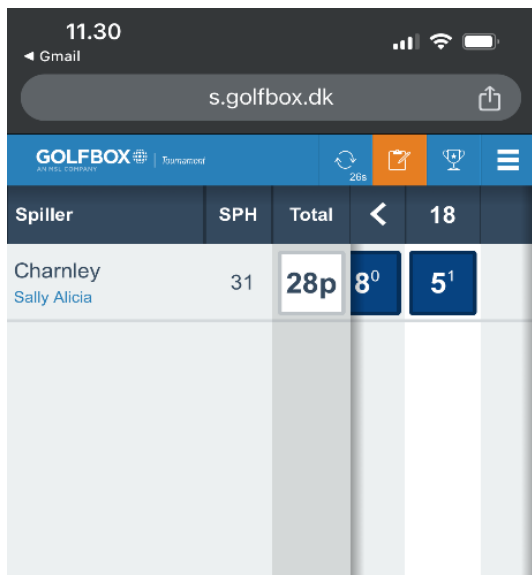 11.30
◀ Gmail
s.golfbox.dk
GOLFBOX | Tournament
AN MSL COMPANY
26s
Spiller SPH Total < 18
Charnley 31 28p 8⁰ 5¹
Sally Alicia